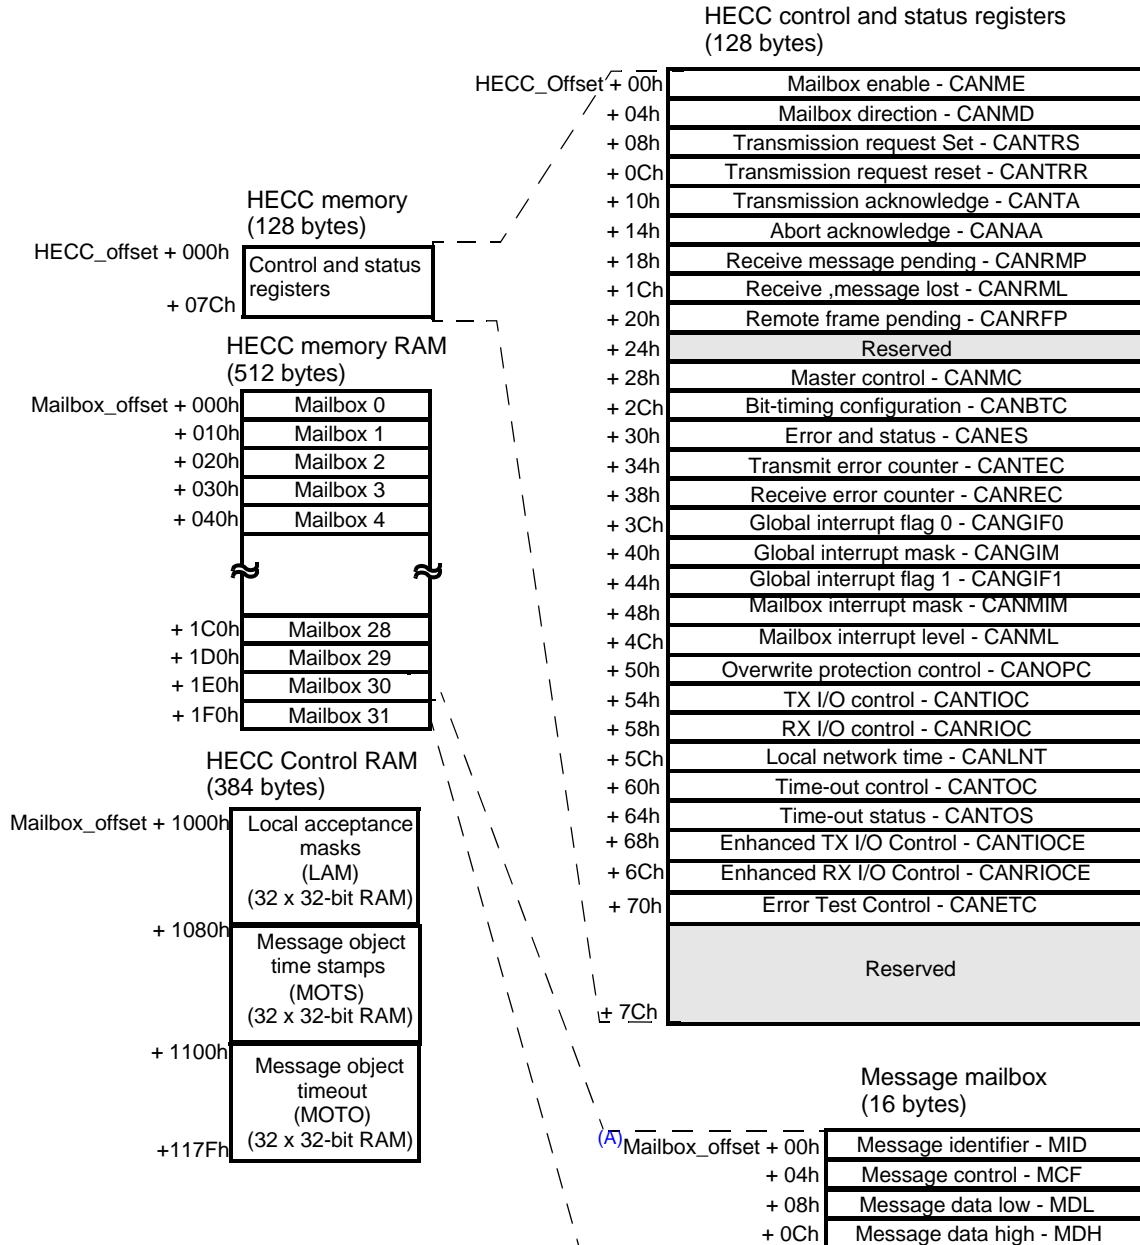 HECC control and status registers
(128 bytes)
HECC_Offset + 00h Mailbox enable - CANME
+ 04h Mailbox direction - CANMD
+ 08h Transmission request Set - CANTRS
+ 0Ch Transmission request reset - CANTRR
+ 10h Transmission acknowledge - CANTA
+ 14h Abort acknowledge - CANAA
+ 18h Receive message pending - CANRMP
+ 1Ch Receive ,message lost - CANRML
+ 20h Remote frame pending - CANRFP
+ 24h Reserved
+ 28h Master control - CANMC
+ 2Ch Bit-timing configuration - CANBTC
+ 30h Error and status - CANES
+ 34h Transmit error counter - CANTEC
+ 38h Receive error counter - CANREC
+ 3Ch Global interrupt flag 0 - CANGIF0
+ 40h Global interrupt mask - CANGIM
+ 44h Global interrupt flag 1 - CANGIF1
+ 48h Mailbox interrupt mask - CANMIM
+ 4Ch Mailbox interrupt level - CANML
+ 50h Overwrite protection control - CANOPC
+ 54h TX I/O control - CANTIOC
+ 58h RX I/O control - CANRIOC
+ 5Ch Local network time - CANLNT
+ 60h Time-out control - CANTOC
+ 64h Time-out status - CANTOS
+ 68h Enhanced TX I/O Control - CANTIOCE
+ 6Ch Enhanced RX I/O Control - CANRIOCE
+ 70h Error Test Control - CANETC
Reserved
+ 7Ch
HECC memory
(128 bytes)
HECC_offset + 000h
Control and status
registers
+ 07Ch
HECC memory RAM
(512 bytes)
Mailbox_offset + 000h Mailbox 0
+ 010h Mailbox 1
+ 020h Mailbox 2
+ 030h Mailbox 3
+ 040h Mailbox 4
+ 1C0h Mailbox 28
+ 1D0h Mailbox 29
+ 1E0h Mailbox 30
+ 1F0h Mailbox 31
HECC Control RAM
(384 bytes)
Mailbox_offset + 1000h Local acceptance
masks
(LAM)
(32 x 32-bit RAM)
+ 1080h
Message object
time stamps
(MOTS)
(32 x 32-bit RAM)
+ 1100h
Message object
timeout
(MOTO)
(32 x 32-bit RAM)
+117Fh
Message mailbox
(16 bytes)
(A) Mailbox_offset + 00h Message identifier - MID
+ 04h Message control - MCF
+ 08h Message data low - MDL
+ 0Ch Message data high - MDH